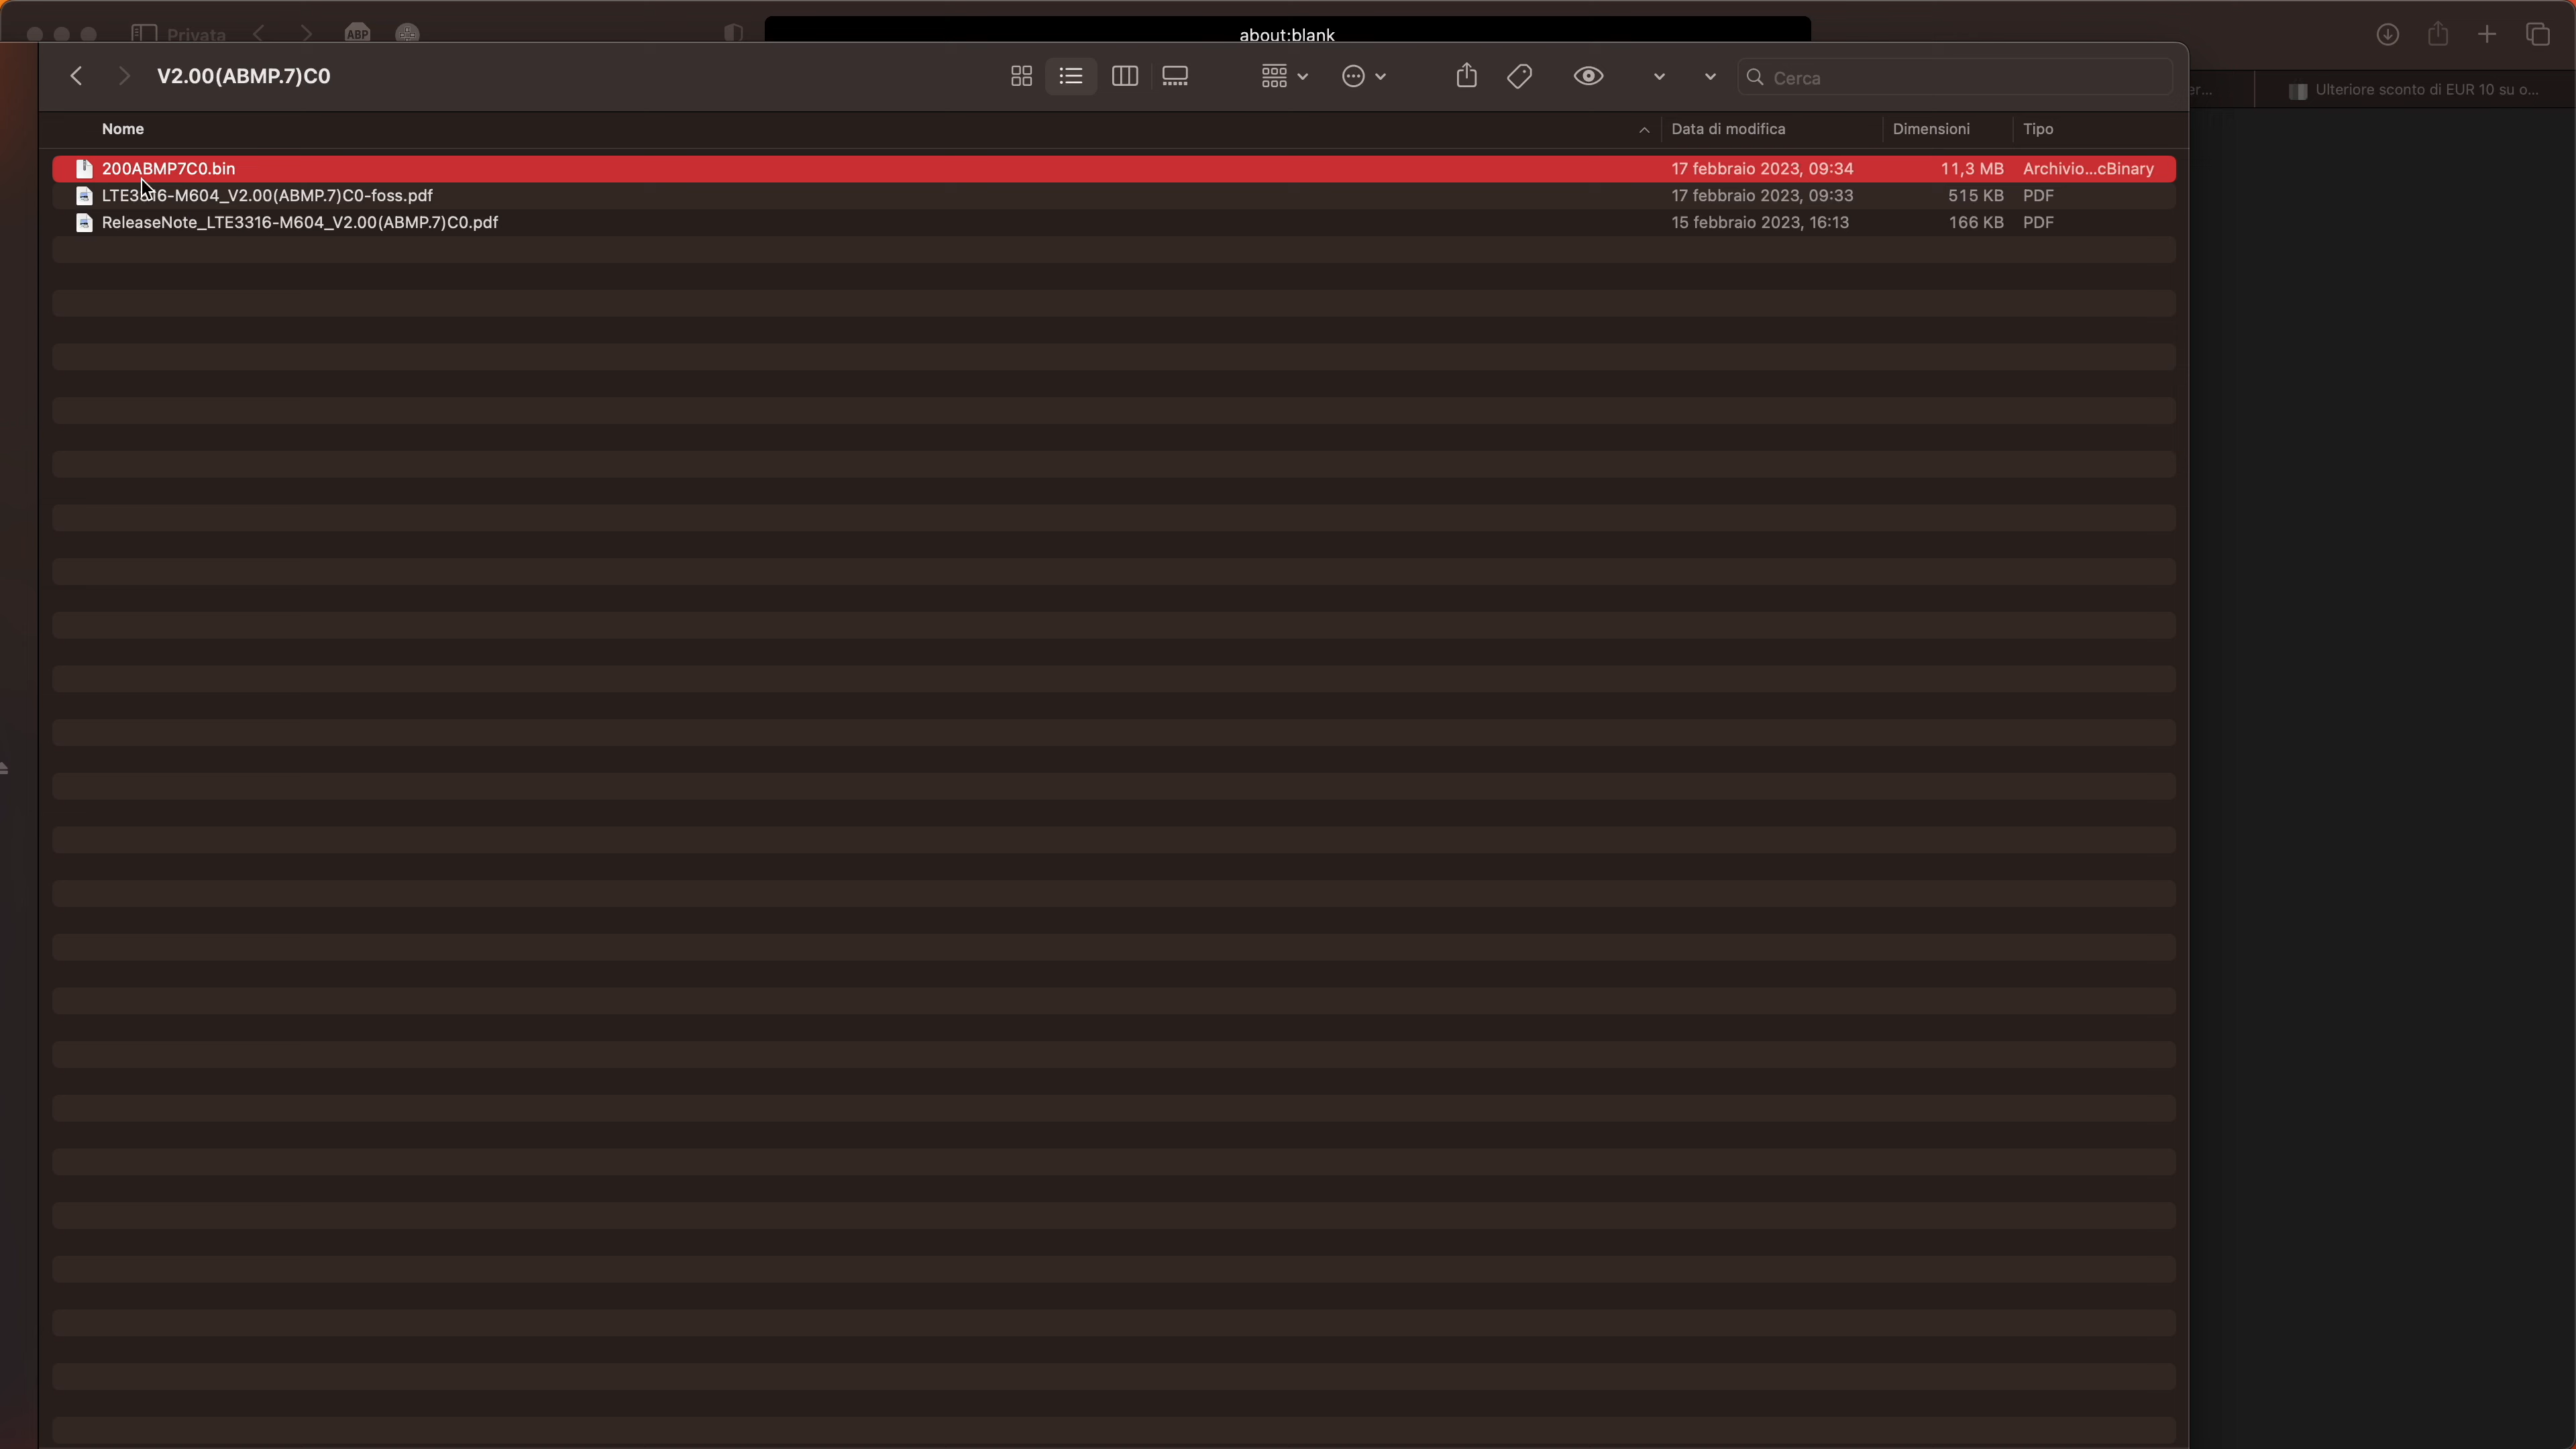 Privata
ABP
about:blank
V2.00(ABMP.7)C0
Cerca
er...
Ulteriore sconto di EUR 10 su o...
Nome
Data di modifica
Dimensioni
Tipo
200ABMP7C0.bin
17 febbraio 2023, 09:34
11,3 MB
Archivio...cBinary
LTE3316-M604_V2.00(ABMP.7)C0-foss.pdf
17 febbraio 2023, 09:33
515 KB
PDF
ReleaseNote_LTE3316-M604_V2.00(ABMP.7)C0.pdf
15 febbraio 2023, 16:13
166 KB
PDF